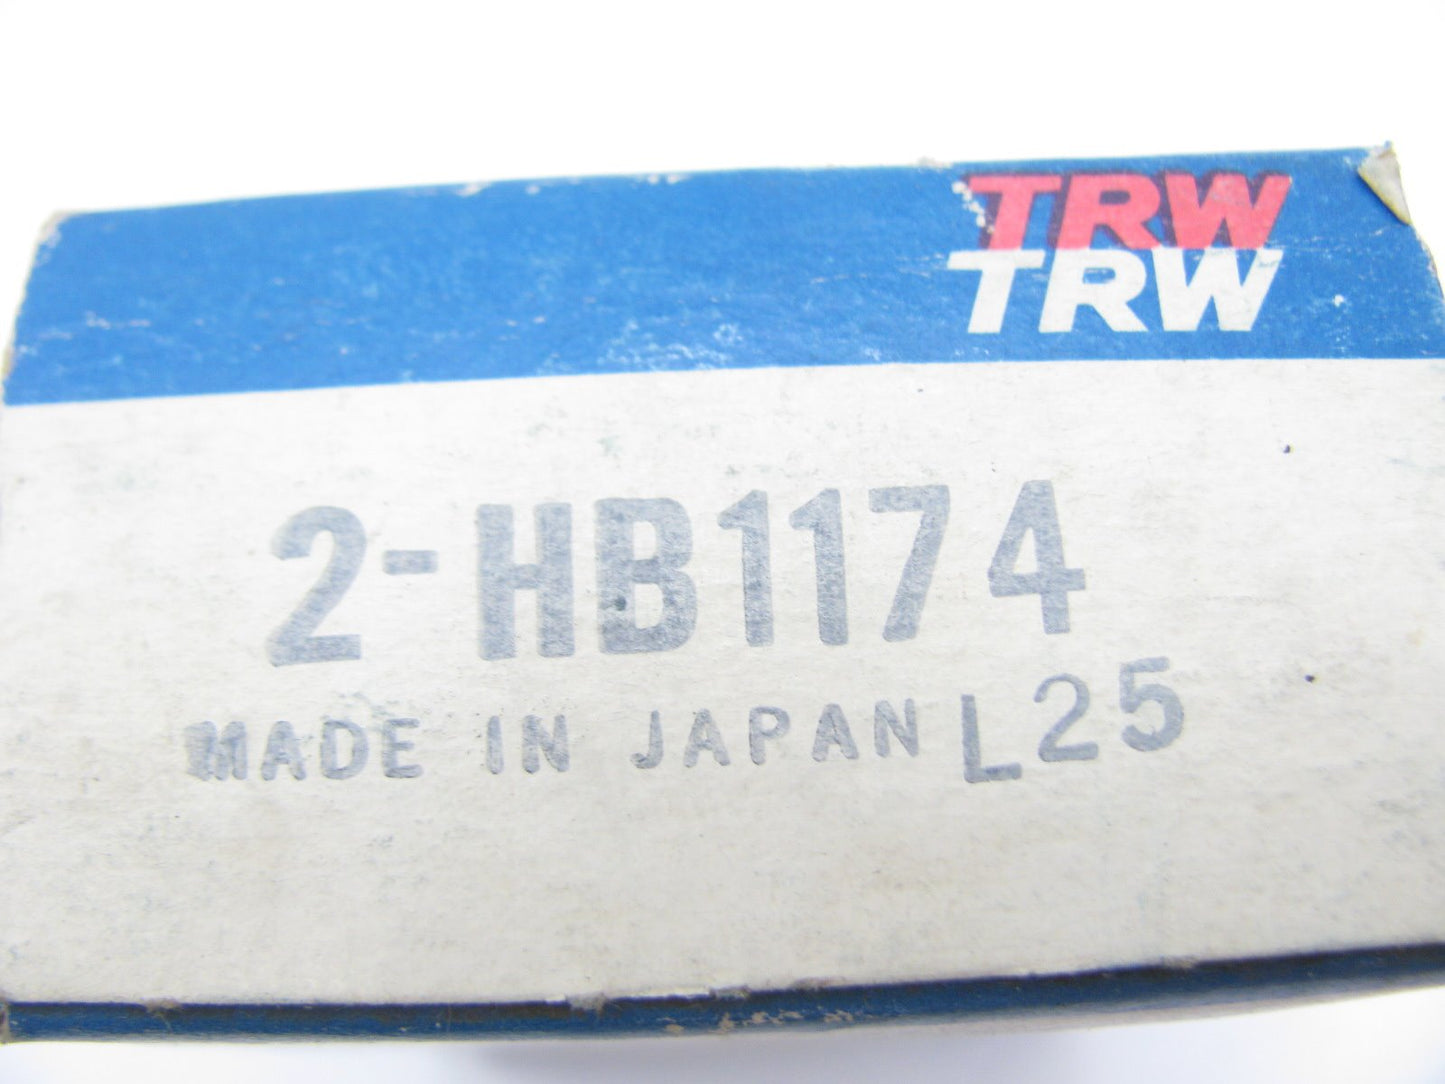 TRW
TRW
2-HB1174
MADE IN JAPAN L25